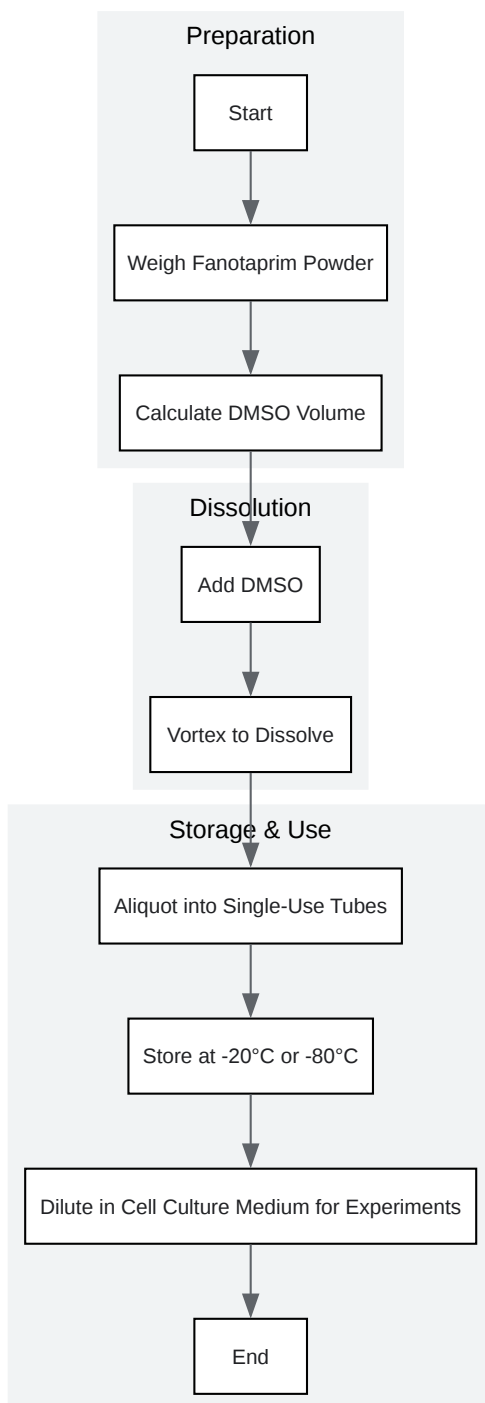 Preparation
Start
Weigh Fanotaprim Powder
Calculate DMSO Volume
Dissolution
Add DMSO
Vortex to Dissolve
Storage & Use
Aliquot into Single-Use Tubes
Store at -20°C or -80°C
Dilute in Cell Culture Medium for Experiments
End